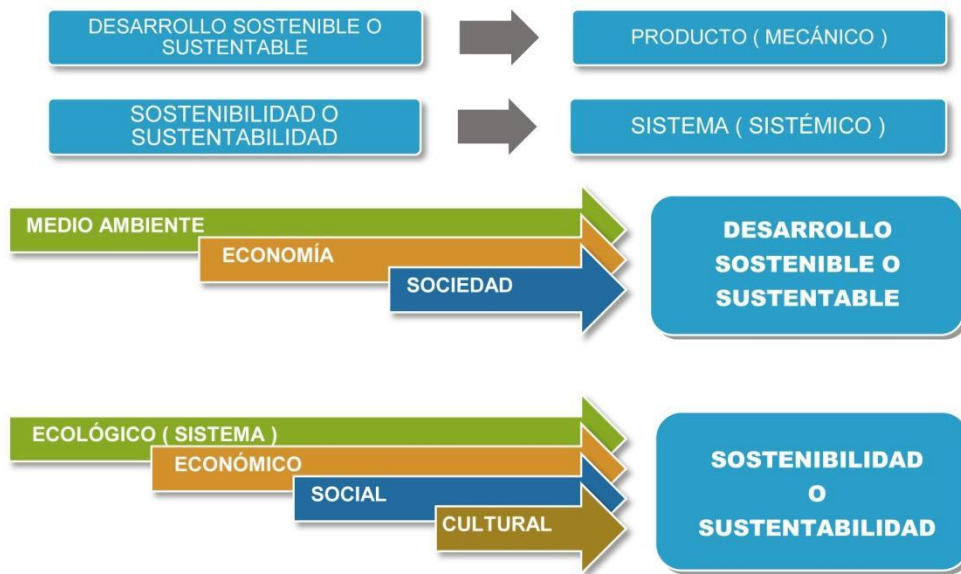 DESARROLLO SOSTENIBLE O
SUSTENTABLE
PRODUCTO ( MECÁNICO )
SOSTENIBILIDAD O
SUSTENTABILIDAD
SISTEMA ( SISTÉMICO )
MEDIO AMBIENTE
ECONOMÍA
SOCIEDAD
DESARROLLO
SOSTENIBLE O
SUSTENTABLE
ECOLÓGICO ( SISTEMA )
ECONÓMICO
SOCIAL
CULTURAL
SOSTENIBILIDAD
O
SUSTENTABILIDAD